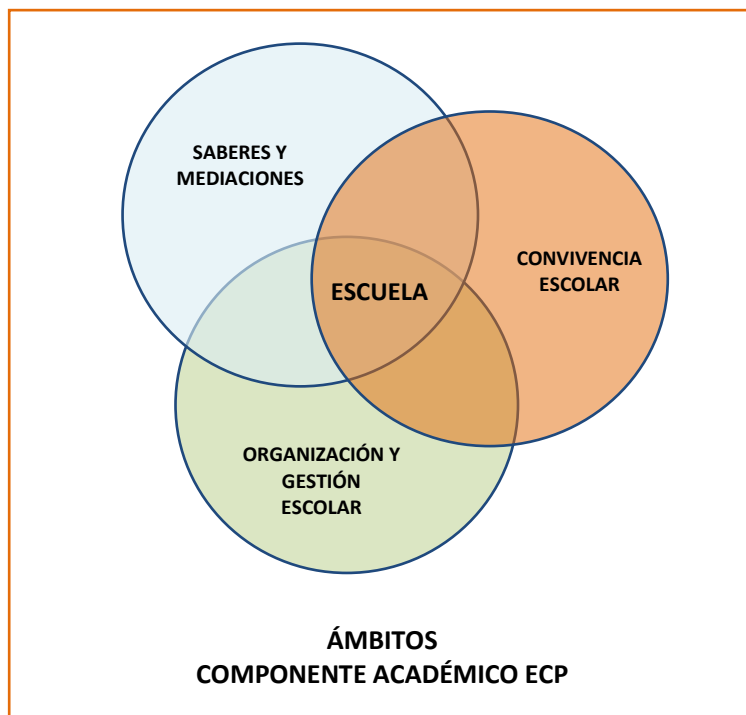 SABERES Y
MEDIACIONES
CONVIVENCIA
ESCOLAR
ESCUELA
ORGANIZACIÓN Y
GESTIÓN
ESCOLAR
ÁMBITOS
COMPONENTE ACADÉMICO ECP